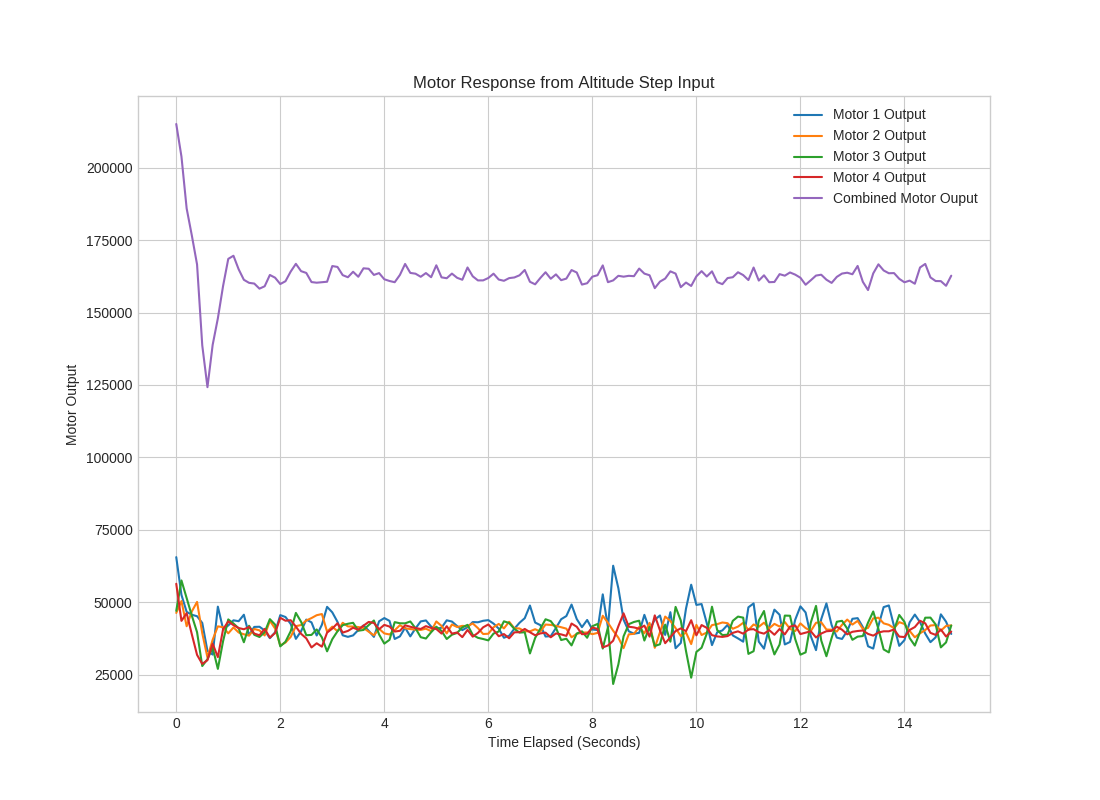 Motor Response from Altitude Step Input
Motor 1 Output
Motor 2 Output
Motor 3 Output
Motor 4 Output
Combined Motor Ouput
Motor Output
200000
175000
150000
125000
100000
75000
50000
25000
0 2 4 6 8 10 12 14
Time Elapsed (Seconds)